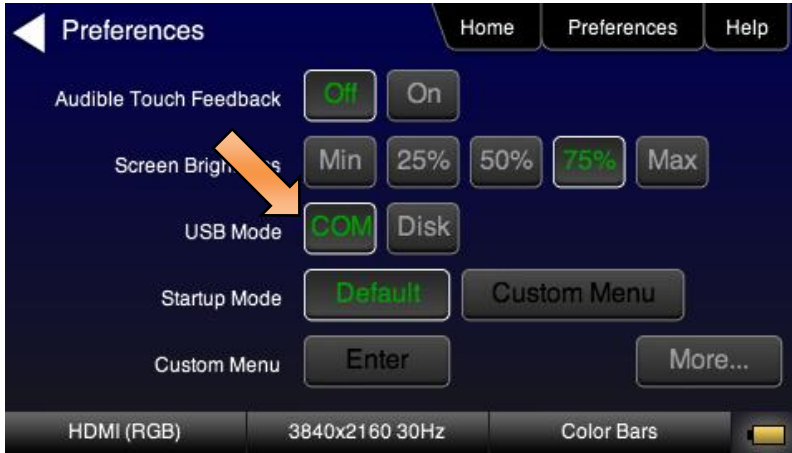 Preferences Home Preferences Help
Audible Touch Feedback Off On
Screen Min 25% 50% 75% Max
USB Mode COM Disk
Startup Mode Default Custom Menu
Custom Menu Enter More...
HDMI (RGB) 3840x2160 30Hz Color Bars